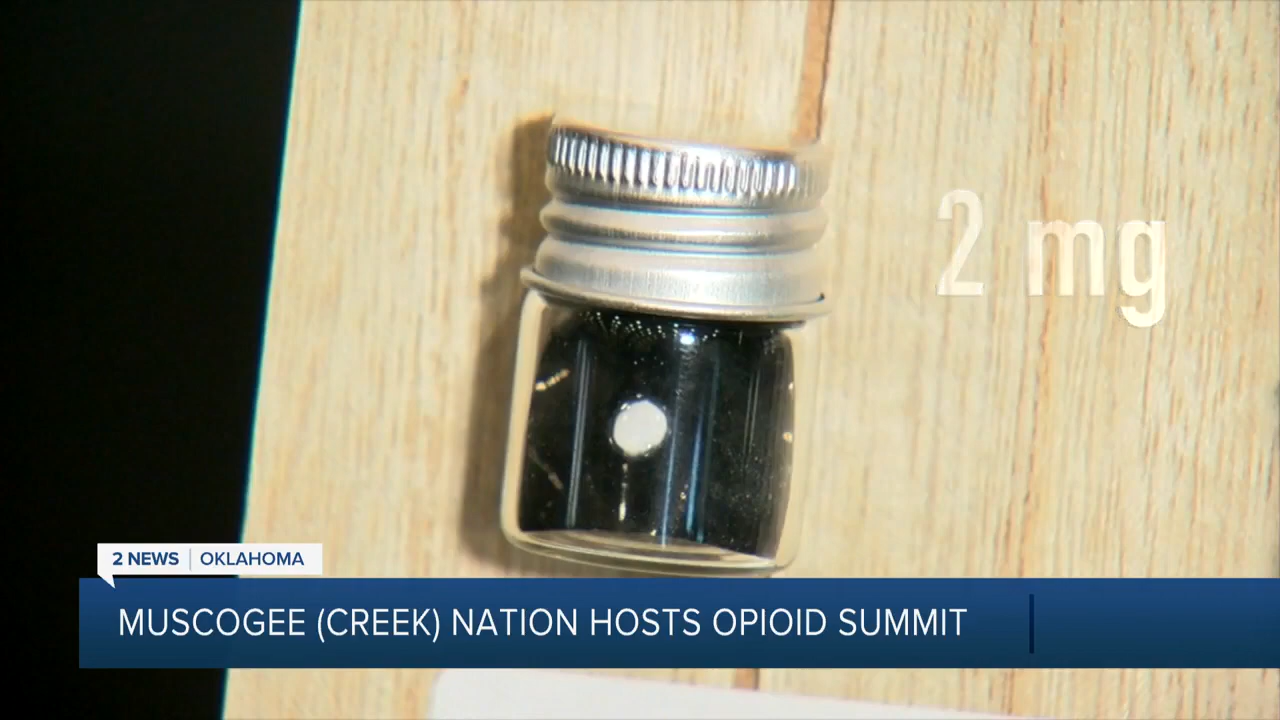 2 mg
2 NEWS | OKLAHOMA
MUSCOGEE (CREEK) NATION HOSTS OPIOID SUMMIT